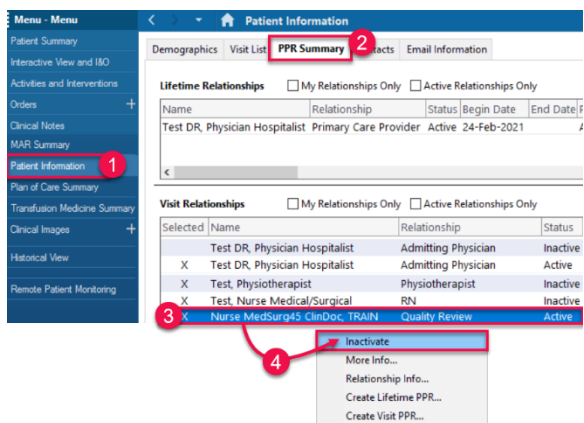 Menu - Menu
Patient Information
Patient Summary
Interactive View and I&O
Activities and Interventions
Orders +
Clinical Notes
MAR Summary
Patient Information 1
Plan of Care Summary
Transfusion Medicine Summary
Clinical Images +
Historical View
Remote Patient Monitoring
Demographics Visit List PPR Summary 2 Email Information
Lifetime Relationships My Relationships Only Active Relationships Only
Name Relationship Status Begin Date End Date
Test DR, Physician Hospitalist Primary Care Provider Active 24-Feb-2021
Visit Relationships My Relationships Only Active Relationships Only
Selected Name Relationship Status
Test DR, Physician Hospitalist Admitting Physician Inactive
X Test DR, Physician Hospitalist Admitting Physician Active
X Test, Physiotherapist Physiotherapist Inactive
X Test, Nurse Medical/Surgical RN Inactive
3 X Nurse MedSurg45 ClinDoc, TRAIN Quality Review Active
4
Inactivate
More Info...
Relationship Info...
Create Lifetime PPR...
Create Visit PPR...